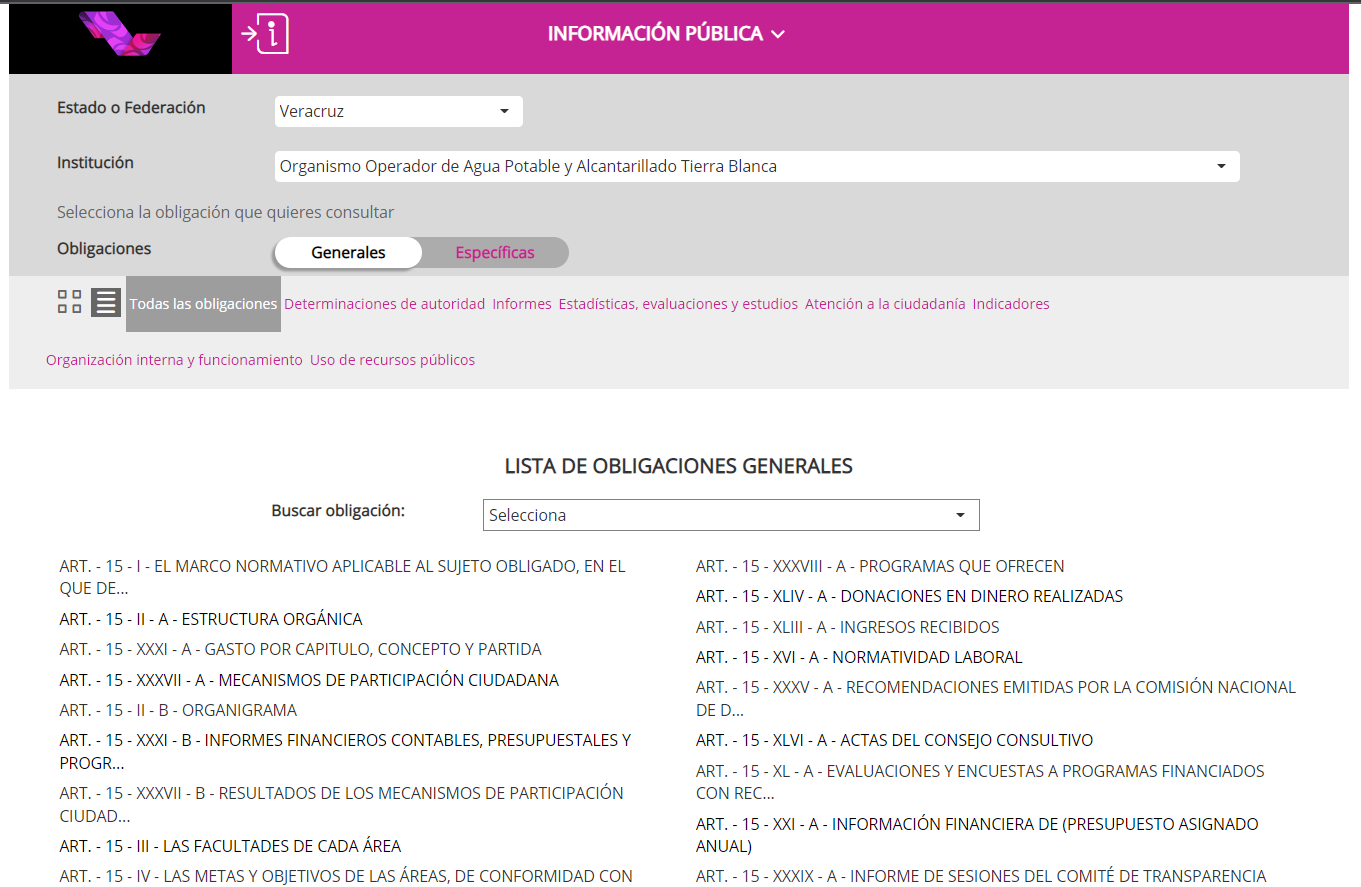 INFORMACIÓN PÚBLICA
Estado o Federación
Veracruz
Institución
Organismo Operador de Agua Potable y Alcantarillado Tierra Blanca
Selecciona la obligación que quieres consultar
Obligaciones
Generales
Específicas
Todas las obligaciones Determinaciones de autoridad Informes Estadísticas, evaluaciones y estudios Atención a la ciudadanía Indicadores
Organización interna y funcionamiento Uso de recursos públicos
LISTA DE OBLIGACIONES GENERALES
Buscar obligación:
Selecciona
ART. - 15 - I - EL MARCO NORMATIVO APLICABLE AL SUJETO OBLIGADO, EN EL
QUE DE...
ART. - 15 - II - A - ESTRUCTURA ORGÁNICA
ART. - 15 - XXXI - A - GASTO POR CAPITULO, CONCEPTO Y PARTIDA
ART. - 15 - XXXVII - A - MECANISMOS DE PARTICIPACIÓN CIUDADANA
ART. - 15 - II - B - ORGANIGRAMA
ART. - 15 - XXXI - B - INFORMES FINANCIEROS CONTABLES, PRESUPUESTALES Y
PROGR...
ART. - 15 - XXXVII - B - RESULTADOS DE LOS MECANISMOS DE PARTICIPACIÓN
CIUDAD...
ART. - 15 - III - LAS FACULTADES DE CADA ÁREA
ART. - 15 - IV - LAS METAS Y OBJETIVOS DE LAS ÁREAS, DE CONFORMIDAD CON
ART. - 15 - XXXVIII - A - PROGRAMAS QUE OFRECEN
ART. - 15 - XLIV - A - DONACIONES EN DINERO REALIZADAS
ART. - 15 - XLIII - A - INGRESOS RECIBIDOS
ART. - 15 - XVI - A - NORMATIVIDAD LABORAL
ART. - 15 - XXXV - A - RECOMENDACIONES EMITIDAS POR LA COMISIÓN NACIONAL
DE D...
ART. - 15 - XLVI - A - ACTAS DEL CONSEJO CONSULTIVO
ART. - 15 - XL - A - EVALUACIONES Y ENCUESTAS A PROGRAMAS FINANCIADOS
CON REC...
ART. - 15 - XXI - A - INFORMACIÓN FINANCIERA DE (PRESUPUESTO ASIGNADO
ANUAL)
ART. - 15 - XXXIX - A - INFORME DE SESIONES DEL COMITÉ DE TRANSPARENCIA